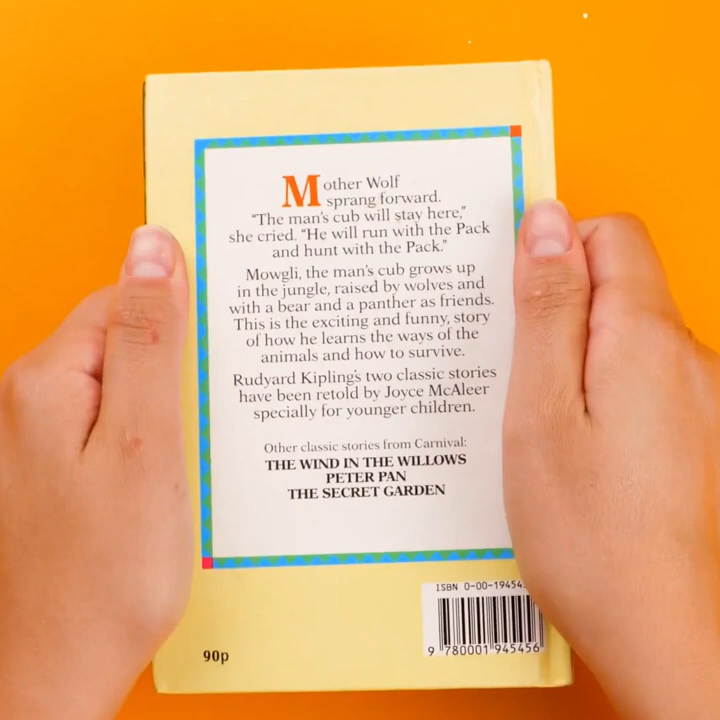 Mother Wolf
sprang forward.
“The man’s cub will stay here,”
she cried. “He will run with the Pack
and hunt with the Pack.”
Mowgli, the man’s cub grows up
in the jungle, raised by wolves and
with a bear and a panther as friends.
This is the exciting and funny, story
of how he learns the ways of the
animals and how to survive.
Rudyard Kipling’s two classic stories
have been retold by Joyce McAleer
specially for younger children.
Other classic stories from Carnival:
THE WIND IN THE WILLOWS
PETER PAN
THE SECRET GARDEN
ISBN 0-00-19454
9 780001 945456
90p